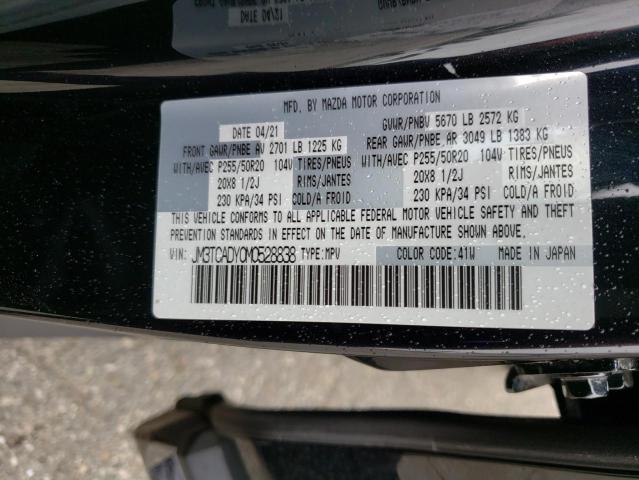 DATE 04/21
MFD. BY MAZDA MOTOR CORPORATION
DATE 04/21 GVWR/PNBV 5670 LB 2572 KG
FRONT GAWR/PNBE AV 2701 LB 1225 KG REAR GAWR/PNBE AR 3049 LB 1383 KG
WITH/AVEC P255/50R20 104V TIRES/PNEUS WITH/AVEC P255/50R20 104V TIRES/PNEUS
20X8 1/2J RIMS/JANTES 20X8 1/2J RIMS/JANTES
230 KPA/34 PSI COLD/A FROID 230 KPA/34 PSI COLD/A FROID
THIS VEHICLE CONFORMS TO ALL APPLICABLE FEDERAL MOTOR VEHICLE SAFETY AND THEFT
PREVENTION STANDARDS IN EFFECT ON THE DATE OF MANUFACTURE SHOWN ABOVE.
VIN: JM3TCADY0M0528838 TYPE:MPV COLOR CODE:41W MADE IN JAPAN